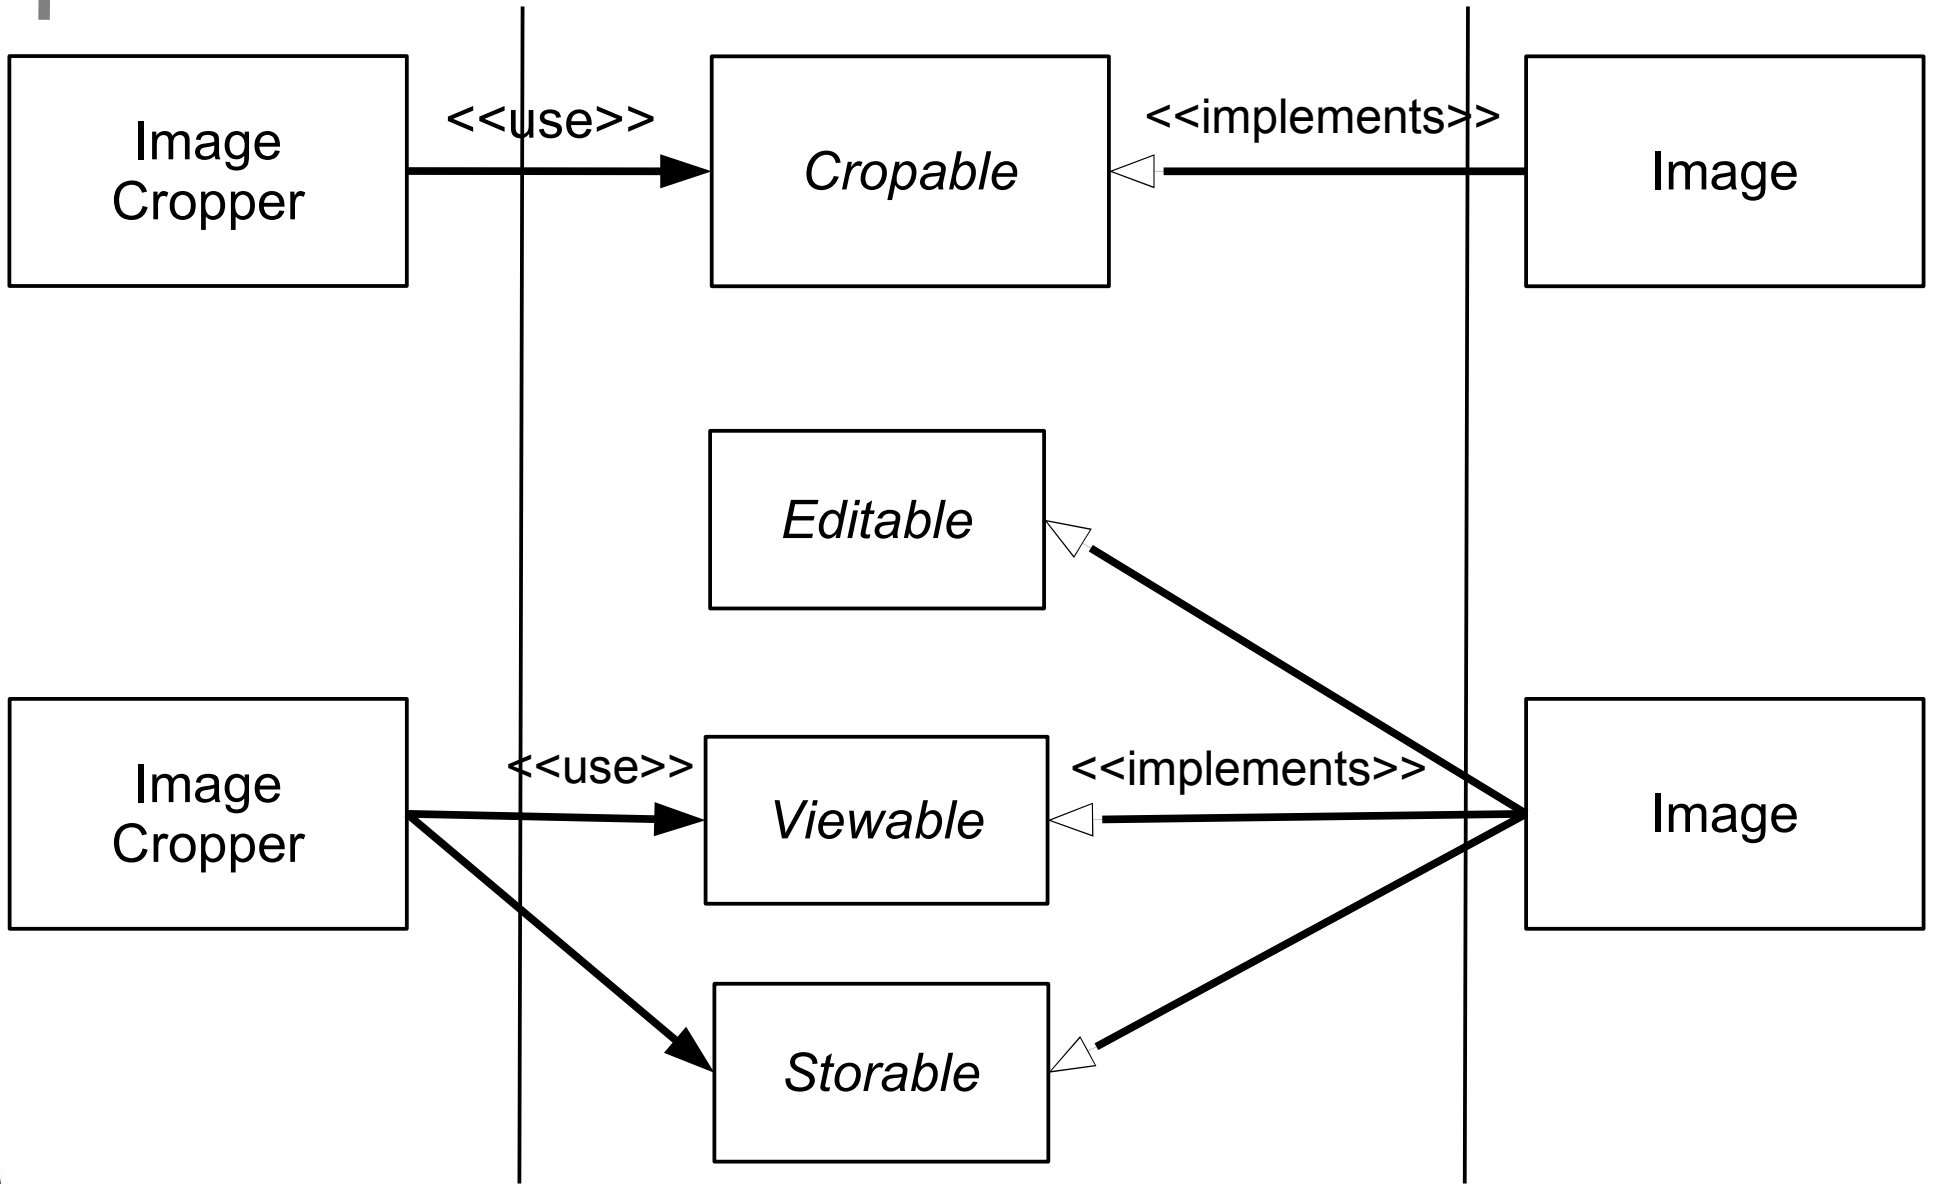 <<use>>
<<implements>>
Image
Cropper
Cropable
Image
Editable
<<use>>
<<implements>>
Image
Cropper
Viewable
Image
Storable